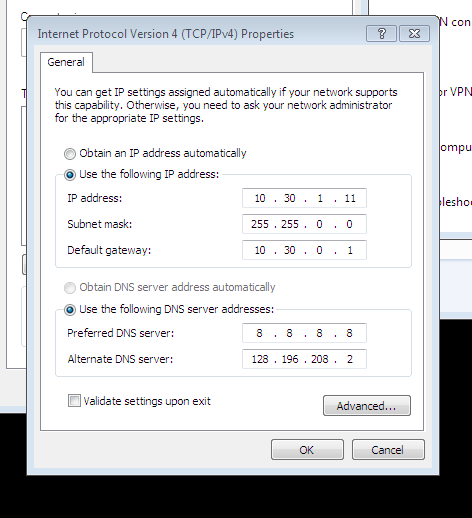 Internet Protocol Version 4 (TCP/IPv4) Properties
General
You can get IP settings assigned automatically if your network supports
this capability. Otherwise, you need to ask your network administrator
for the appropriate IP settings.
Obtain an IP address automatically
Use the following IP address:
IP address: 10 . 30 . 1 . 11
Subnet mask: 255 . 255 . 0 . 0
Default gateway: 10 . 30 . 0 . 1
Obtain DNS server address automatically
Use the following DNS server addresses:
Preferred DNS server: 8 . 8 . 8 . 8
Alternate DNS server: 128 . 196 . 208 . 2
Validate settings upon exit
Advanced...
OK Cancel
or VPN